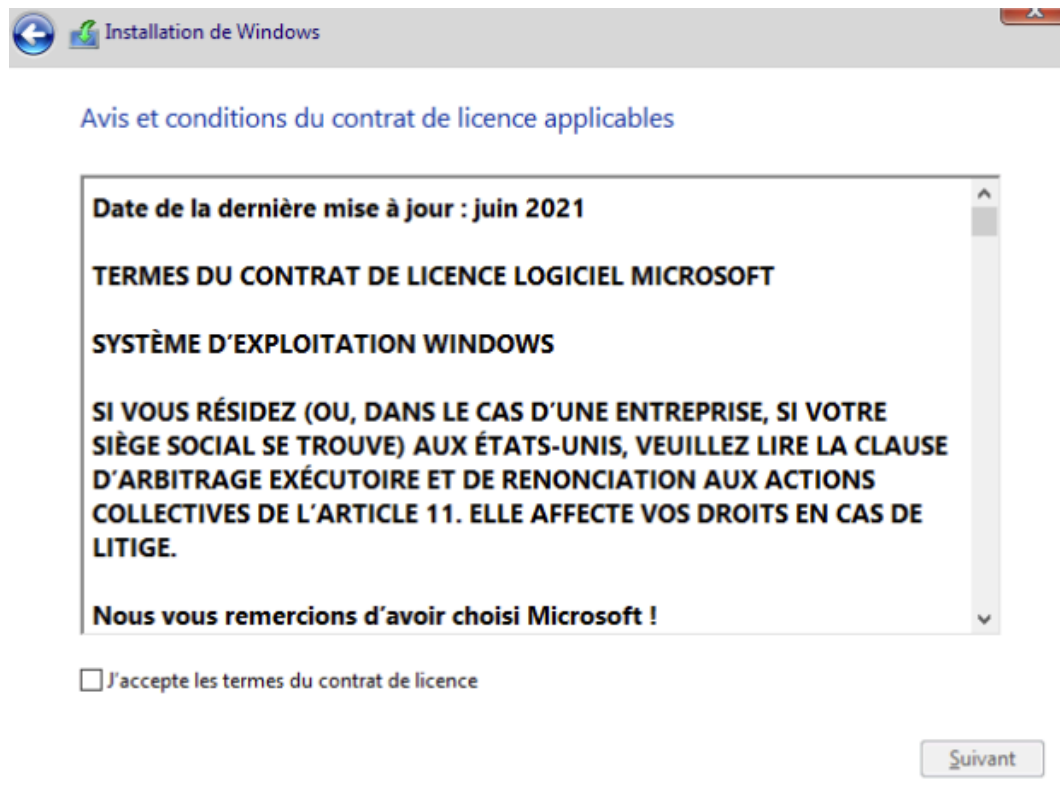 Installation de Windows
Avis et conditions du contrat de licence applicables
Date de la dernière mise à jour : juin 2021
TERMES DU CONTRAT DE LICENCE LOGICIEL MICROSOFT
SYSTÈME D’EXPLOITATION WINDOWS
SI VOUS RÉSIDEZ (OU, DANS LE CAS D’UNE ENTREPRISE, SI VOTRE
SIÈGE SOCIAL SE TROUVE) AUX ÉTATS-UNIS, VEUILLEZ LIRE LA CLAUSE
D’ARBITRAGE EXÉCUTOIRE ET DE RENONCIATION AUX ACTIONS
COLLECTIVES DE L’ARTICLE 11. ELLE AFFECTE VOS DROITS EN CAS DE
LITIGE.
Nous vous remercions d’avoir choisi Microsoft !
J'accepte les termes du contrat de licence
Suivant